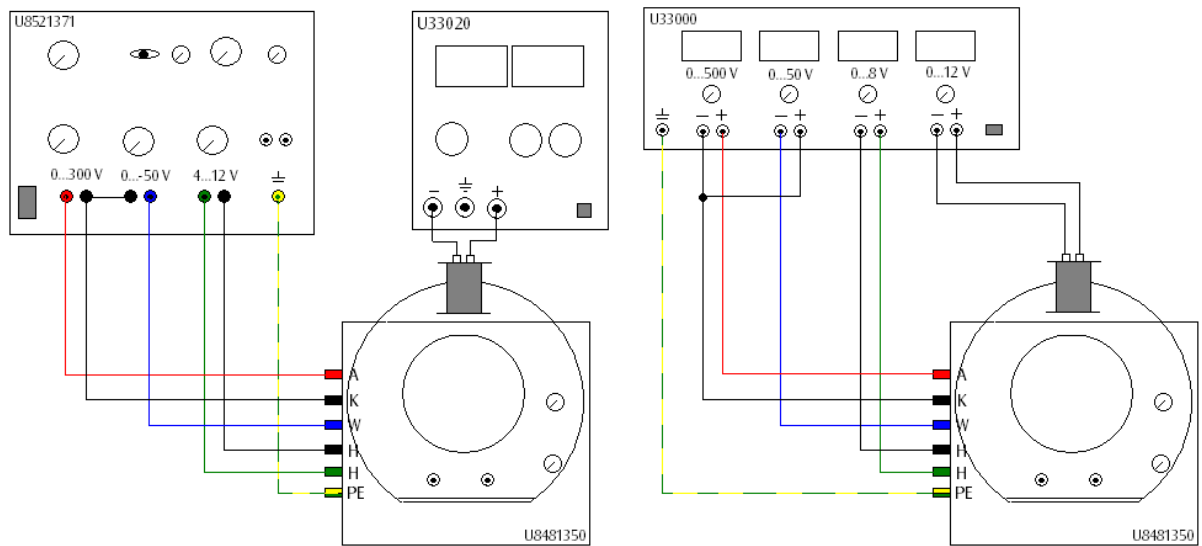 U8521371
0...300 V 0...-50 V 4...12 V
A
K
W
H
H
PE
U8481350
U33020
- +
U33000
0...500 V 0...50 V 0...8 V 0...12 V
- + - + - + - +
A
K
W
H
H
PE
U8481350